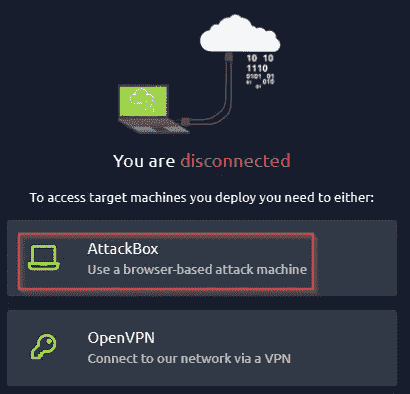 10 10
1110
0101 01
01 010
01
You are disconnected
To access target machines you deploy you need to either:
AttackBox
Use a browser-based attack machine
OpenVPN
Connect to our network via a VPN